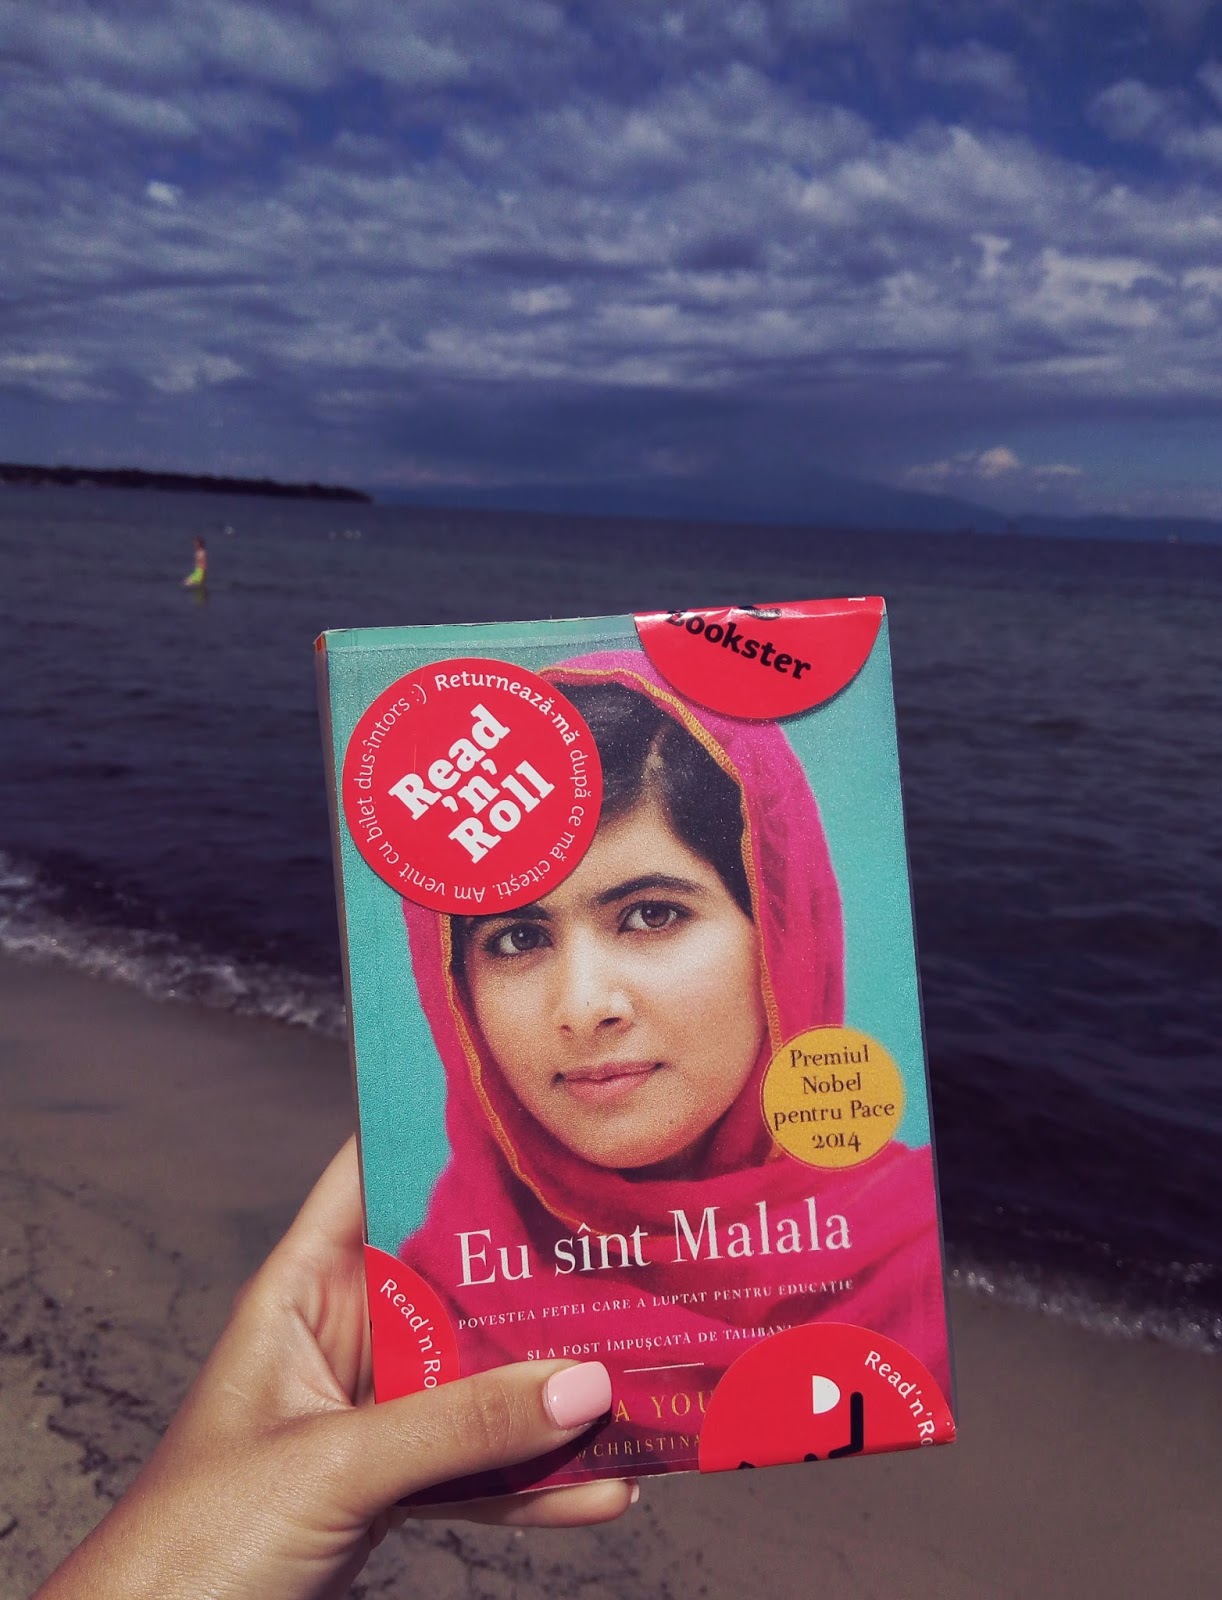 Bookster
Returnează-mă după ce mă citești. Am venit cu bilet dus-întors :)
Read
'n'
Roll
Premiul
Nobel
pentru Pace
2014
Eu sînt Malala
POVESTEA FETEI CARE A LUPTAT PENTRU EDUCAȚIE
ȘI A FOST ÎMPUȘCATĂ DE TALIBANI
A YOU
CHRISTINA
Read'n'Ro
Read'n'Ro